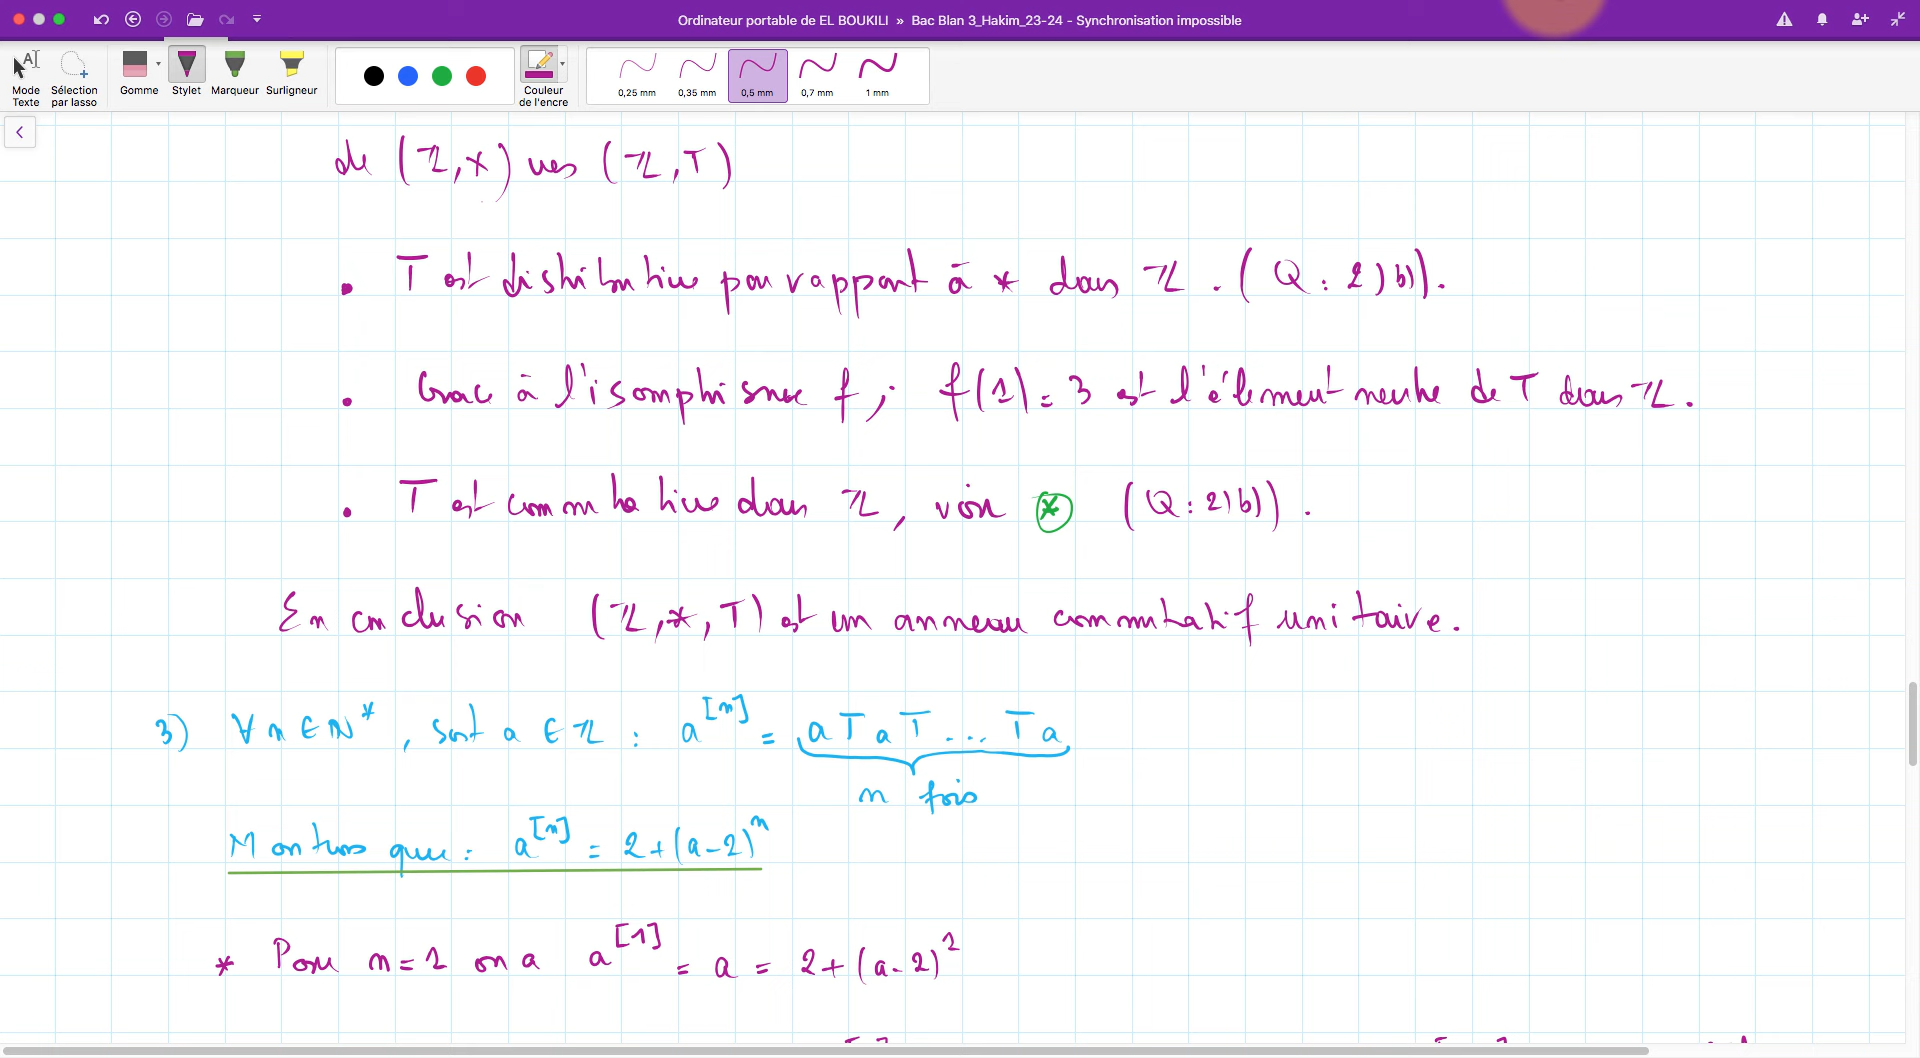 Ordinateur portable de EL BOUKILI » Bac Blan 3_Hakim_23-24 - Synchronisation impossible
Mode Texte
Sélection par lasso
Gomme
Stylet
Marqueur
Surligneur
Couleur de l'encre
0,25 mm
0,35 mm
0,5 mm
0,7 mm
1 mm
de (ℤ,×) vers (ℤ,T)
• T est distributive par rapport à * dans ℤ. (Q: 2)b)).
• Grace à l'isomphisme f; f(1) = 3 est l'élement neutre de T dans ℤ.
• T est commutative dans ℤ, voir * (Q: 2)b)).
En conclusion (ℤ,*,T) est un anneau commutatif unitaire.
3) ∀n∈ℕ*, soit a∈ℤ: a^[n] = aTaT...Ta
n fois
Montrons que: a^[n] = 2+(a-2)^n
* Pour n=1 on a a^[1] = a = 2+(a-2)^1